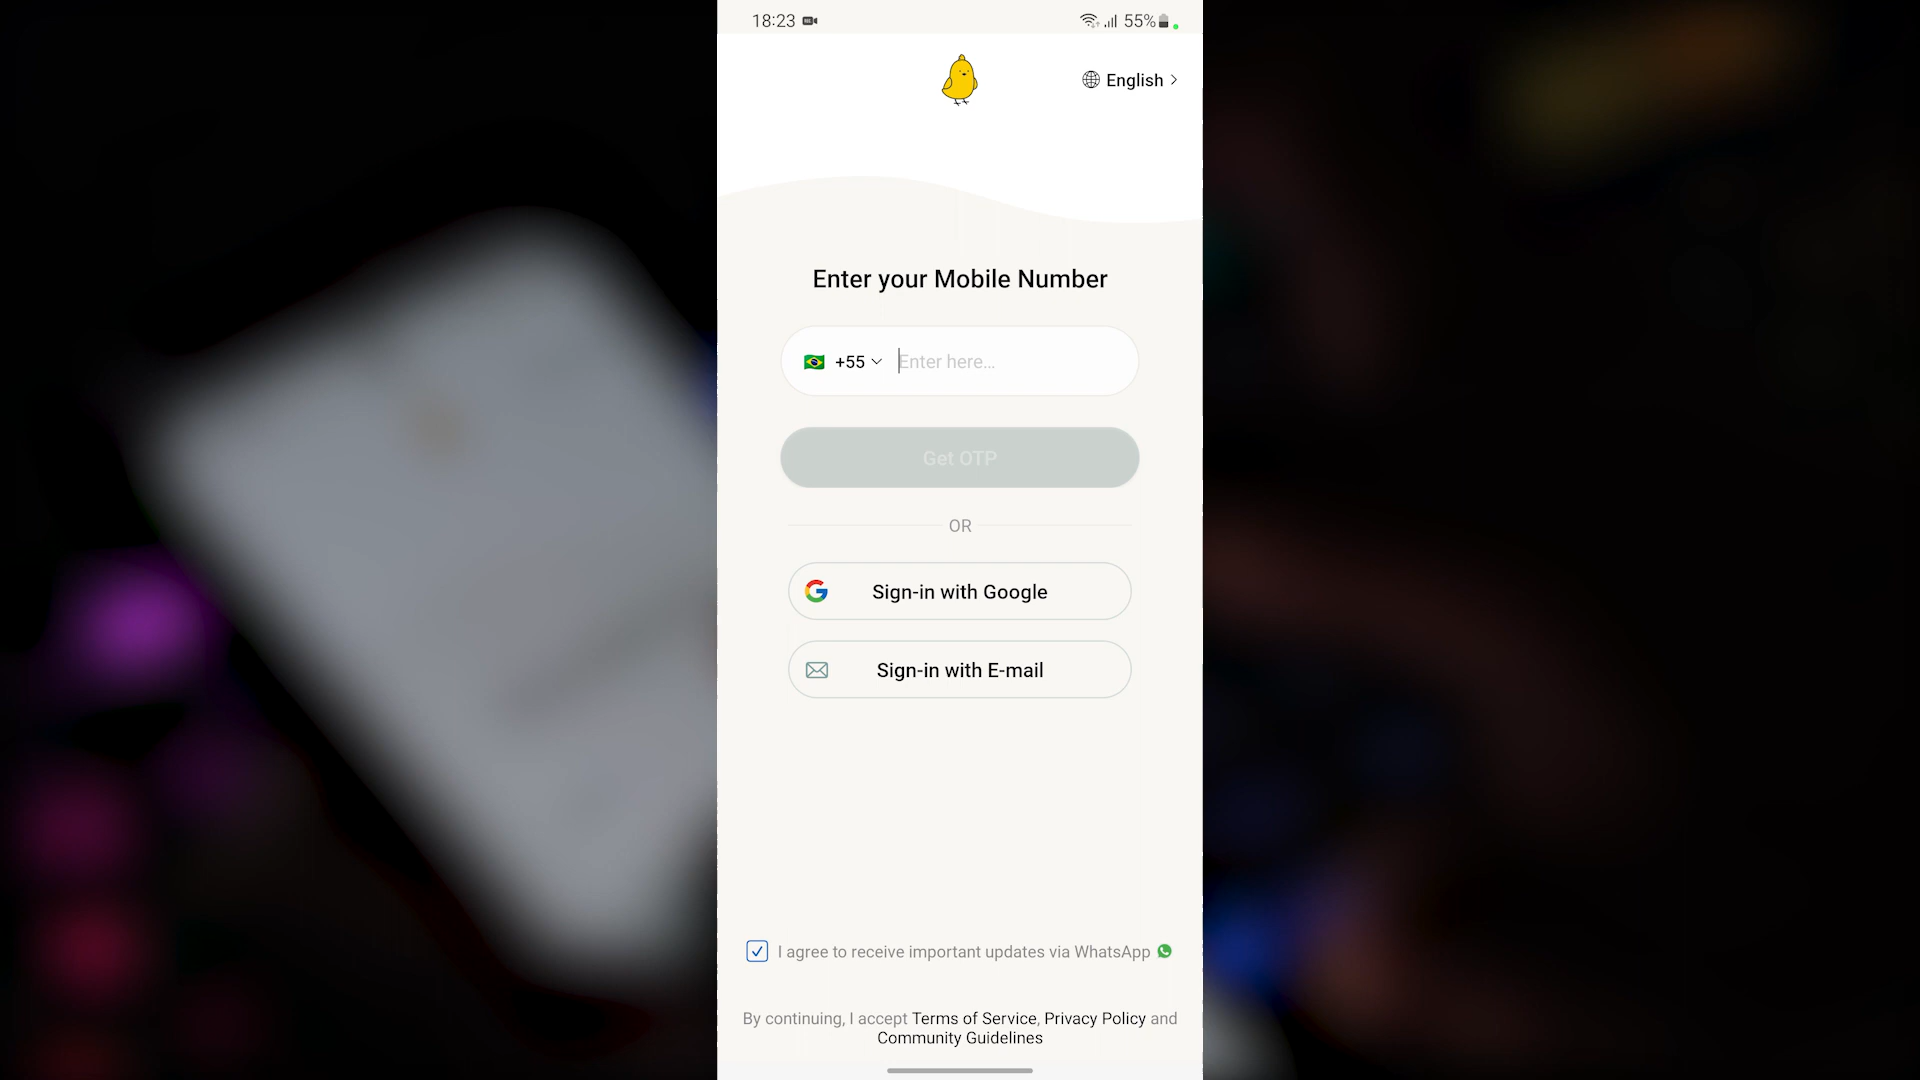 18:23
55%
English
Enter your Mobile Number
+55 Enter here...
Get OTP
OR
Sign-in with Google
Sign-in with E-mail
I agree to receive important updates via WhatsApp
By continuing, I accept Terms of Service, Privacy Policy and
Community Guidelines